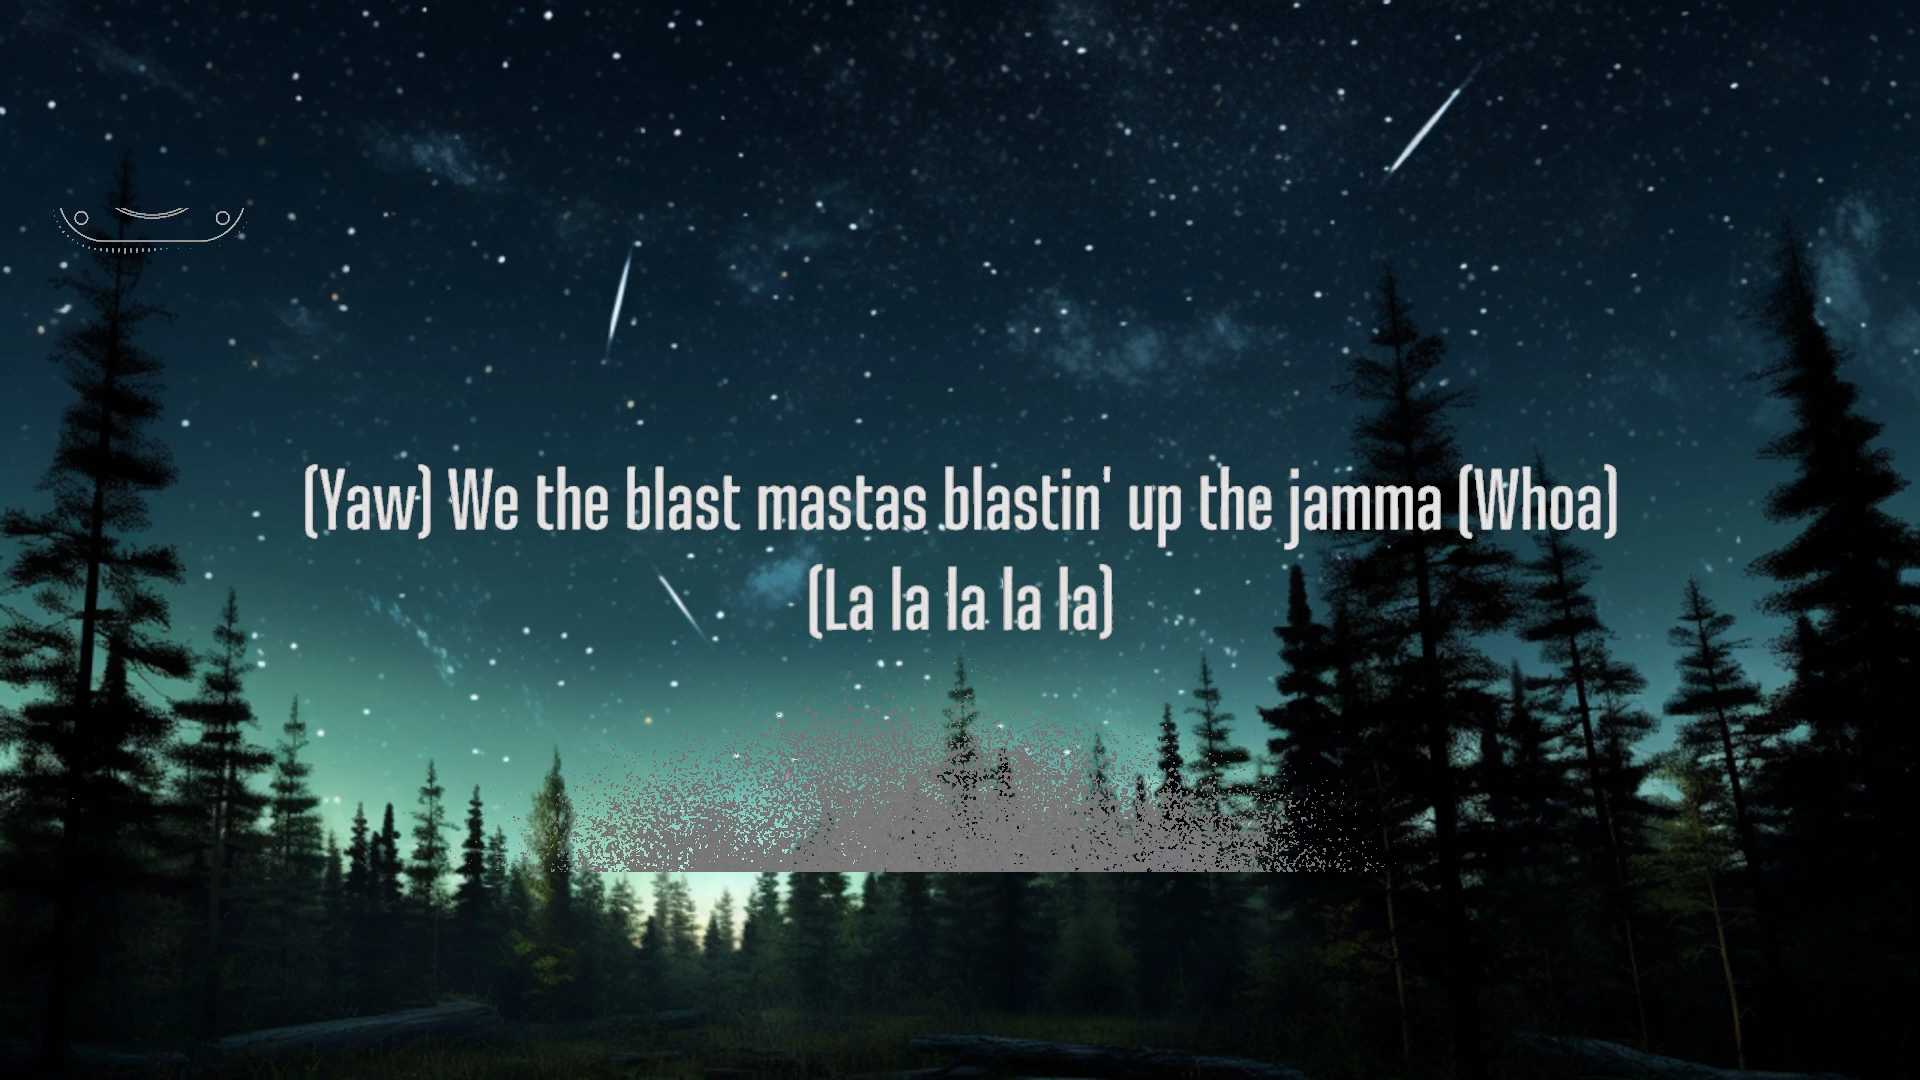 (Yaw) We the blast mastas blastin' up the jamma (Whoa)
(La la la la la)